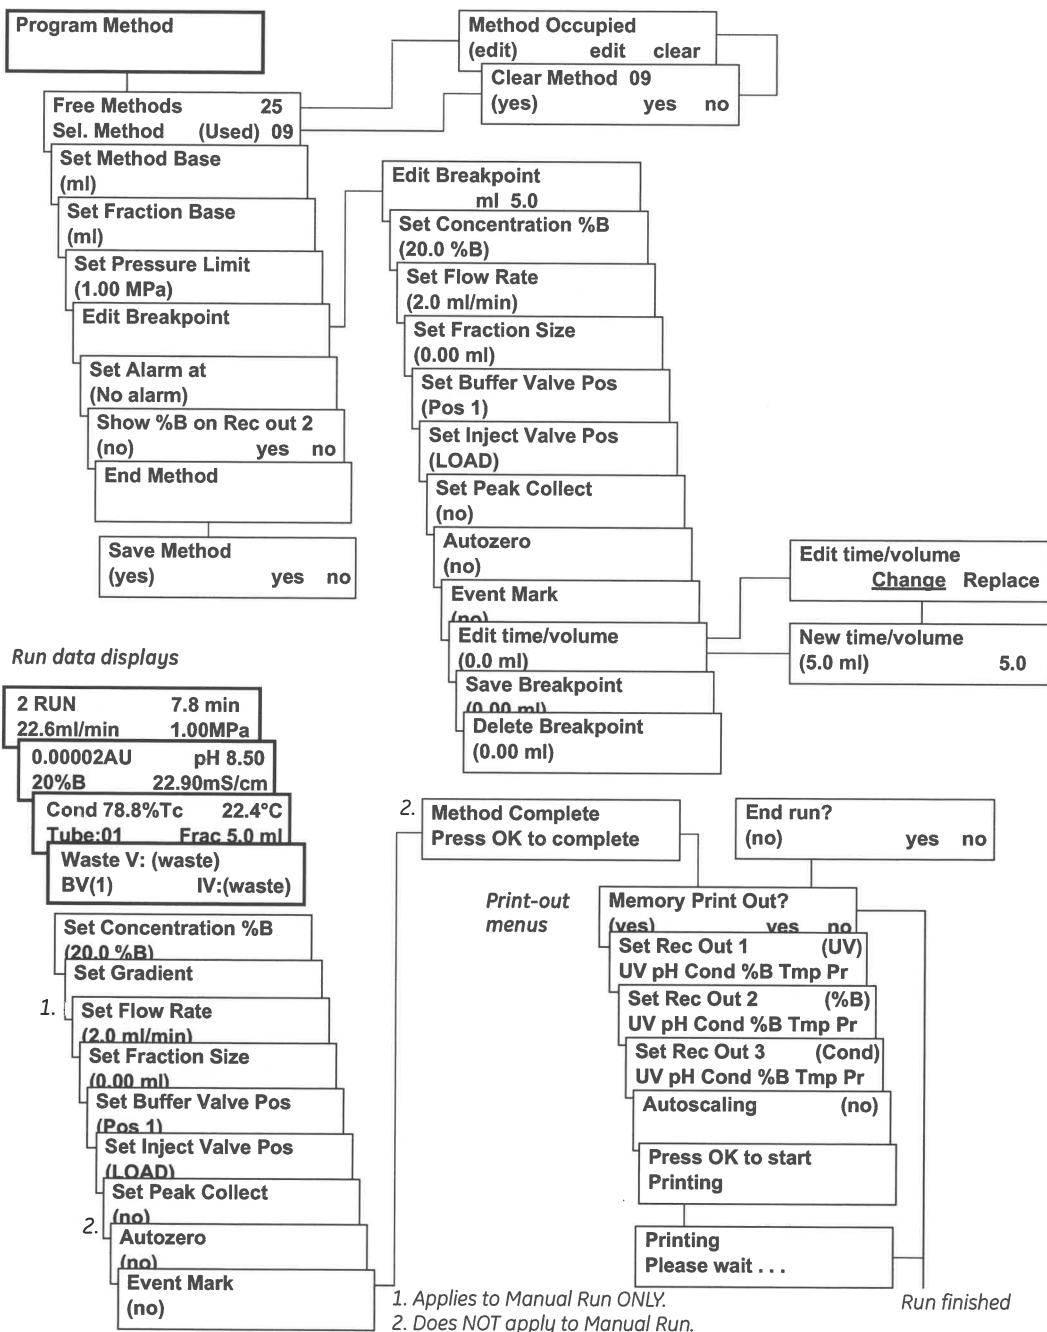 Program Method
Method Occupied
(edit) edit clear
Clear Method 09
(yes) yes no
Free Methods 25
Sel. Method (Used) 09
Set Method Base
(ml)
Set Fraction Base
(ml)
Set Pressure Limit
(1.00 MPa)
Edit Breakpoint
Set Alarm at
(No alarm)
Show %B on Rec out 2
(no) yes no
End Method
Save Method
(yes) yes no
Edit Breakpoint
ml 5.0
Set Concentration %B
(20.0 %B)
Set Flow Rate
(2.0 ml/min)
Set Fraction Size
(0.00 ml)
Set Buffer Valve Pos
(Pos 1)
Set Inject Valve Pos
(LOAD)
Set Peak Collect
(no)
Autozero
(no)
Event Mark
(no)
Edit time/volume
(0.0 ml)
Save Breakpoint
(0.00 ml)
Delete Breakpoint
(0.00 ml)
Edit time/volume
Change Replace
New time/volume
(5.0 ml) 5.0
Run data displays
2 RUN 7.8 min
22.6ml/min 1.00MPa
0.00002AU pH 8.50
20%B 22.90mS/cm
Cond 78.8%Tc 22.4°C
Tube:01 Frac 5.0 ml
Waste V: (waste)
BV(1) IV:(waste)
Set Concentration %B
(20.0 %B)
Set Gradient
1. Set Flow Rate
(2.0 ml/min)
Set Fraction Size
(0.00 ml)
Set Buffer Valve Pos
(Pos 1)
Set Inject Valve Pos
(LOAD)
Set Peak Collect
(no)
2. Autozero
(no)
Event Mark
(no)
2. Method Complete
Press OK to complete
End run?
(no) yes no
Print-out
menus
Memory Print Out?
(yes) yes no
Set Rec Out 1 (UV)
UV pH Cond %B Tmp Pr
Set Rec Out 2 (%B)
UV pH Cond %B Tmp Pr
Set Rec Out 3 (Cond)
UV pH Cond %B Tmp Pr
Autoscaling (no)
Press OK to start
Printing
Printing
Please wait . . .
Run finished
1. Applies to Manual Run ONLY.
2. Does NOT apply to Manual Run.